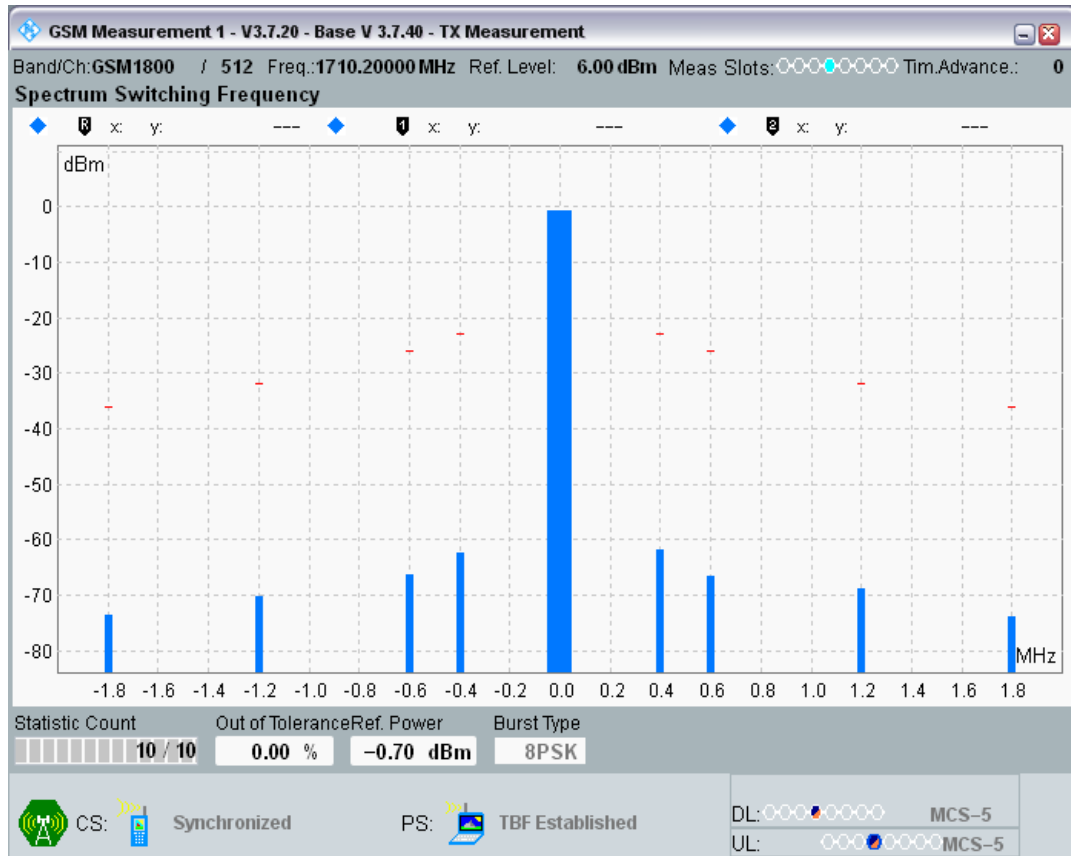 GSM Measurement 1 - V3.7.20 - Base V 3.7.40 - TX Measurement
Band/Ch:GSM1800 / 512 Freq.:1710.20000 MHz Ref. Level: 6.00 dBm Meas Slots: Tim.Advance.: 0
Spectrum Switching Frequency
R x: y: --- 1 x: y: --- 2 x: y: ---
dBm
0
-10
-20
-30
-40
-50
-60
-70
-80
MHz
-1.8 -1.6 -1.4 -1.2 -1.0 -0.8 -0.6 -0.4 -0.2 0.0 0.2 0.4 0.6 0.8 1.0 1.2 1.4 1.6 1.8
Statistic Count Out of Tolerance Ref. Power Burst Type
10 / 10 0.00 % −0.70 dBm 8PSK
CS: Synchronized PS: TBF Established
DL: MCS−5
UL: MCS−5